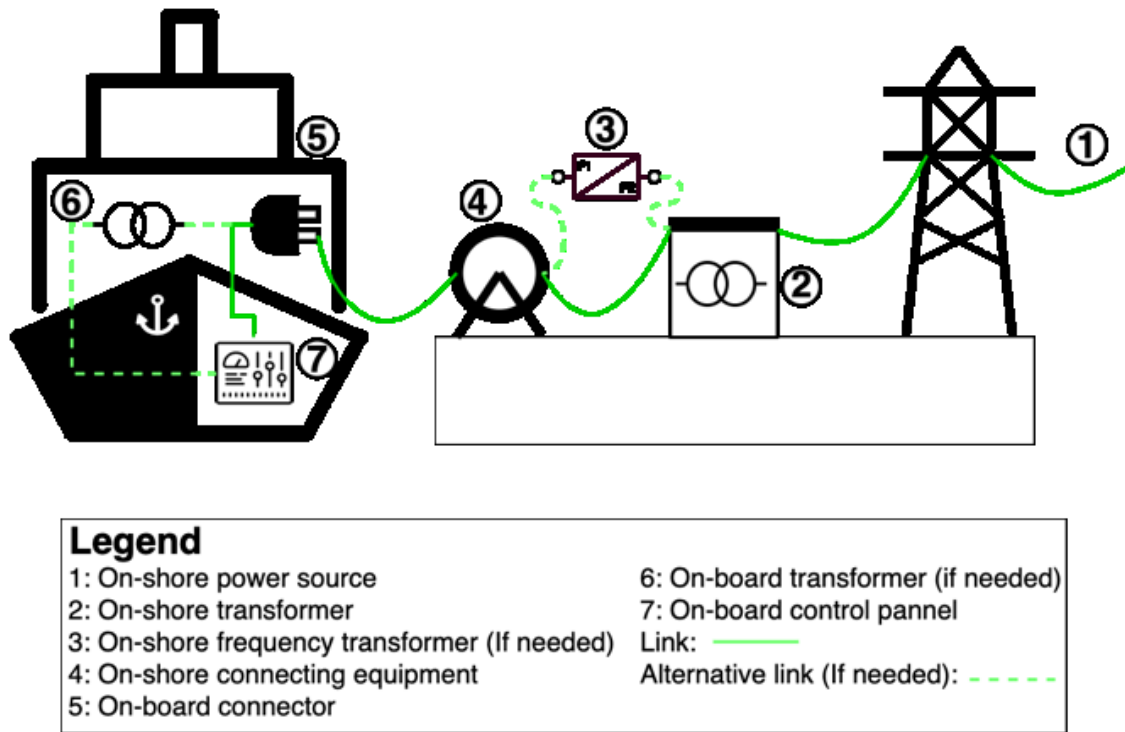 5
3
1
6
4
2
7
Legend
1: On-shore power source
2: On-shore transformer
3: On-shore frequency transformer (If needed)
4: On-shore connecting equipment
5: On-board connector
6: On-board transformer (if needed)
7: On-board control pannel
Link:
Alternative link (If needed):